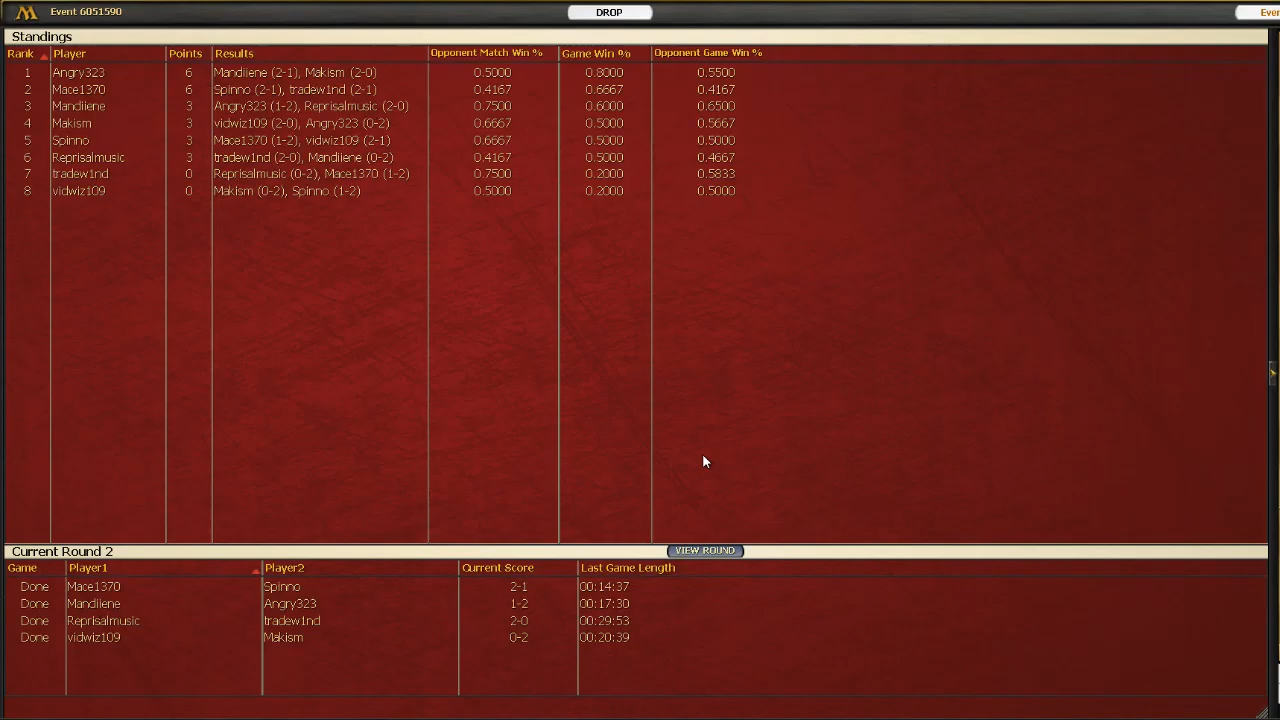 Event 6051590 DROP Even
Standings
Rank Player Points Results Opponent Match Win % Game Win % Opponent Game Win %
1 Angry323 6 Mandiiene (2-1), Makism (2-0) 0.5000 0.8000 0.5500
2 Mace1370 6 Spinno (2-1), tradew1nd (2-1) 0.4167 0.6667 0.4167
3 Mandiiene 3 Angry323 (1-2), Reprisalmusic (2-0) 0.7500 0.6000 0.6500
4 Makism 3 vidwiz109 (2-0), Angry323 (0-2) 0.6667 0.5000 0.5667
5 Spinno 3 Mace1370 (1-2), vidwiz109 (2-1) 0.6667 0.5000 0.5000
6 Reprisalmusic 3 tradew1nd (2-0), Mandiiene (0-2) 0.4167 0.5000 0.4667
7 tradew1nd 0 Reprisalmusic (0-2), Mace1370 (1-2) 0.7500 0.2000 0.5833
8 vidwiz109 0 Makism (0-2), Spinno (1-2) 0.5000 0.2000 0.5000
Current Round 2 VIEW ROUND
Game Player1 Player2 Current Score Last Game Length
Done Mace1370 Spinno 2-1 00:14:37
Done Mandiiene Angry323 1-2 00:17:30
Done Reprisalmusic tradew1nd 2-0 00:29:53
Done vidwiz109 Makism 0-2 00:20:39